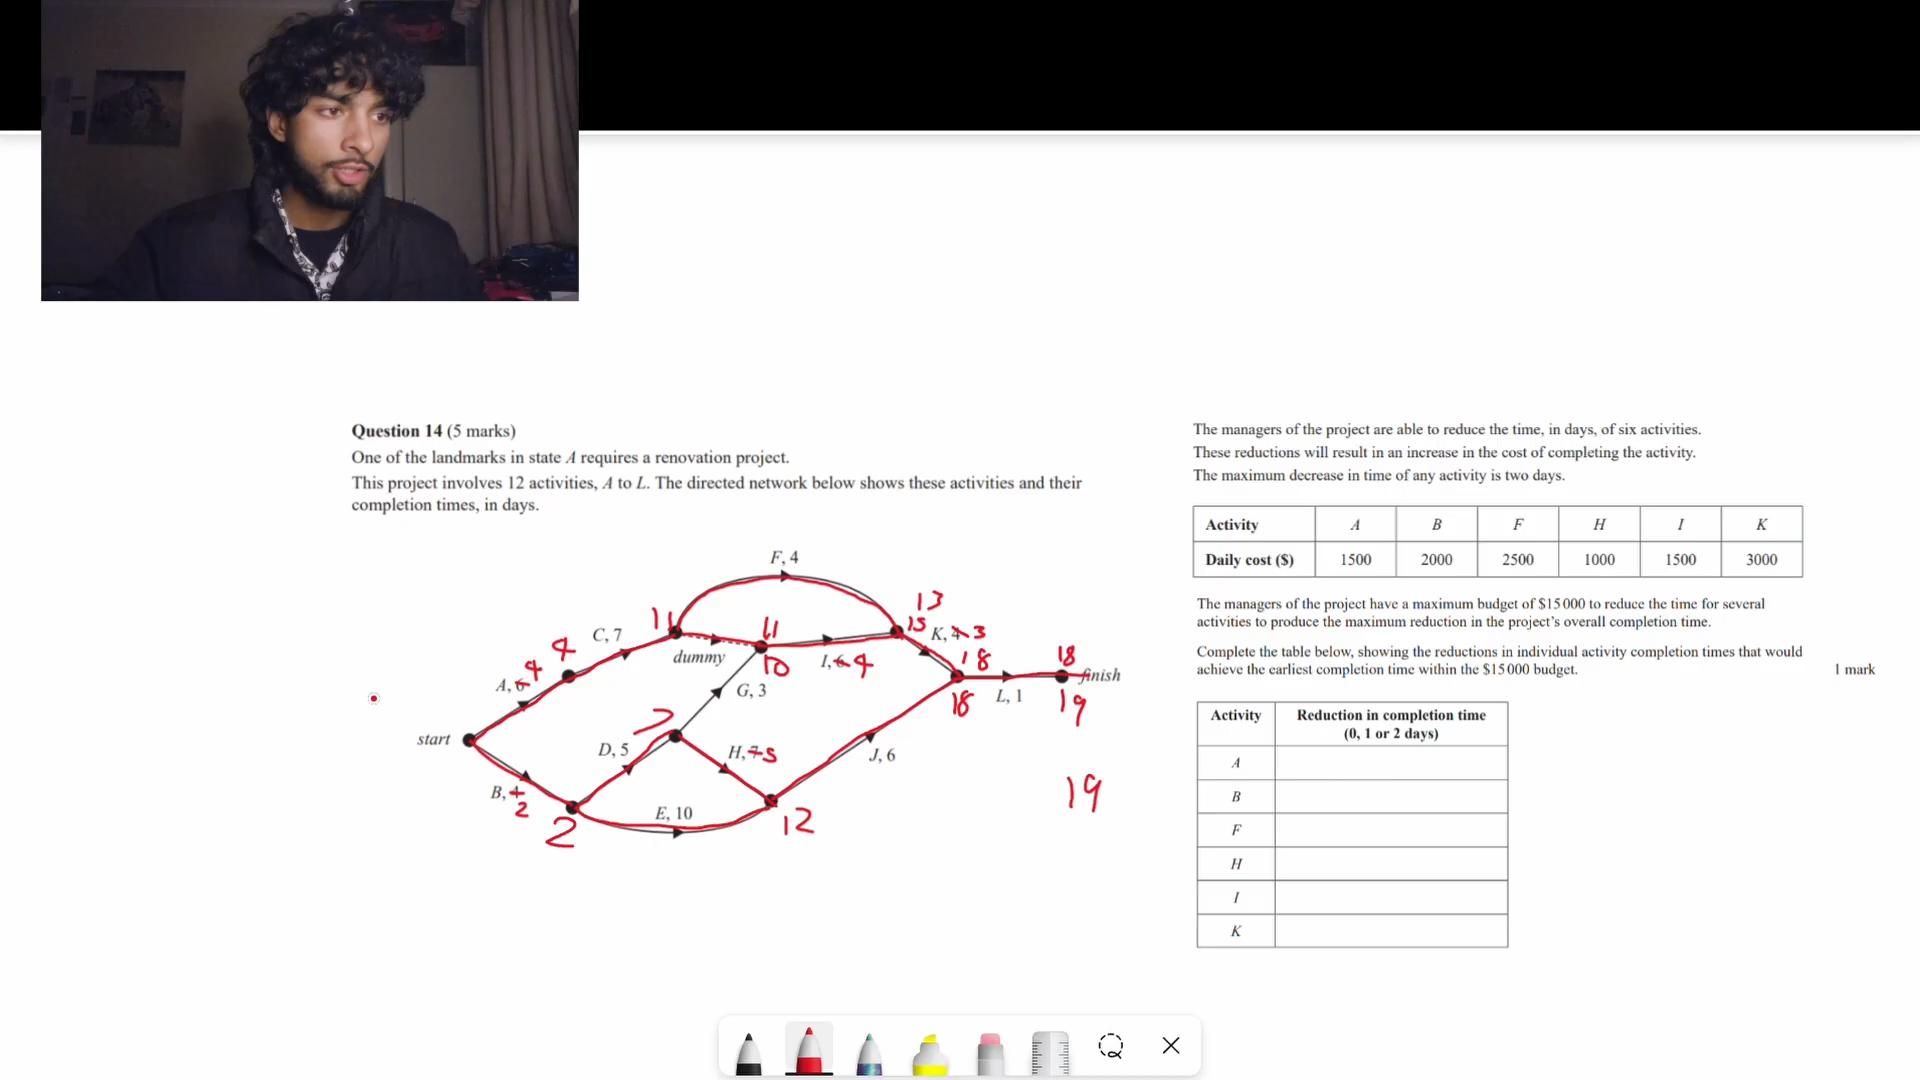 Question 14 (5 marks)
One of the landmarks in state A requires a renovation project.
This project involves 12 activities, A to L. The directed network below shows these activities and their
completion times, in days.
F, 4
13
11
11
15
K, 4 3
C, 7
4
dummy
10
I, 6 4
18
18
finish
A, 6 4
G, 3
18
L, 1
19
start
7
D, 5
H, 7 5
J, 6
B, 4
2
2
E, 10
12
19
The managers of the project are able to reduce the time, in days, of six activities.
These reductions will result in an increase in the cost of completing the activity.
The maximum decrease in time of any activity is two days.
Activity A B F H I K
Daily cost ($) 1500 2000 2500 1000 1500 3000
The managers of the project have a maximum budget of $15 000 to reduce the time for several
activities to produce the maximum reduction in the project's overall completion time.
Complete the table below, showing the reductions in individual activity completion times that would
achieve the earliest completion time within the $15 000 budget.
1 mark
Activity Reduction in completion time
(0, 1 or 2 days)
A
B
F
H
I
K